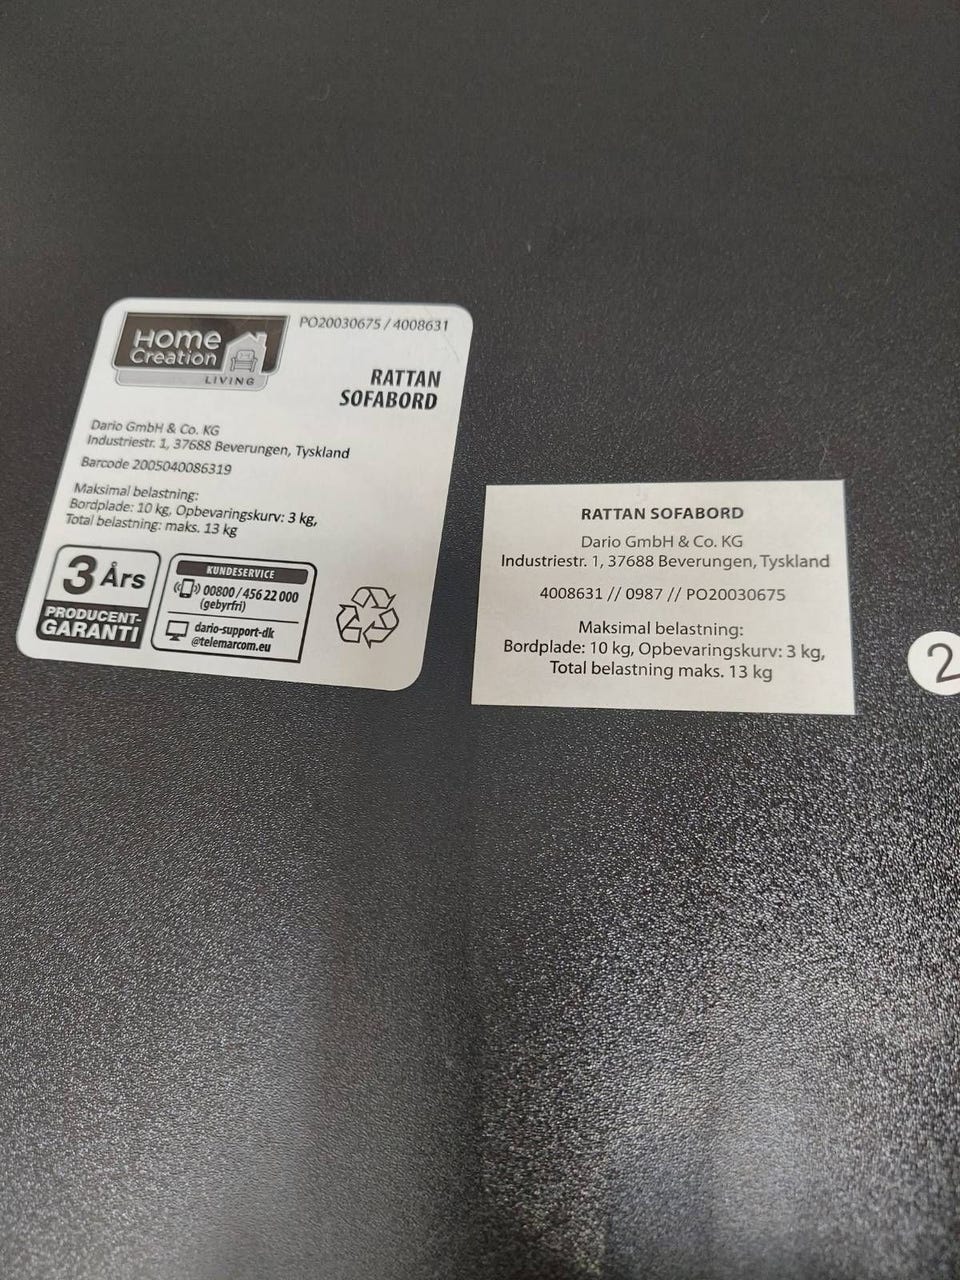 Home
Creation
LIVING
PO20030675 / 4008631
RATTAN
SOFABORD
Dario GmbH & Co. KG
Industriestr. 1, 37688 Beverungen, Tyskland
Barcode 2005040086319
Maksimal belastning:
Bordplade: 10 kg, Opbevaringskurv: 3 kg,
Total belastning: maks. 13 kg
3 Års
PRODUCENT-
GARANTI
KUNDESERVICE
00800 / 456 22 000
(gebyrfri)
dario-support-dk
@telemarcom.eu
RATTAN SOFABORD
Dario GmbH & Co. KG
Industriestr. 1, 37688 Beverungen, Tyskland
4008631 // 0987 // PO20030675
Maksimal belastning:
Bordplade: 10 kg, Opbevaringskurv: 3 kg,
Total belastning maks. 13 kg
2